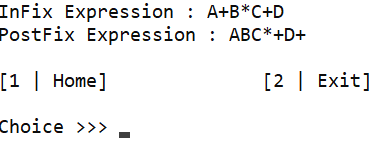 InFix Expression : A+B*C+D
PostFix Expression : ABC*+D+
[1 | Home] [2 | Exit]
Choice >>> _